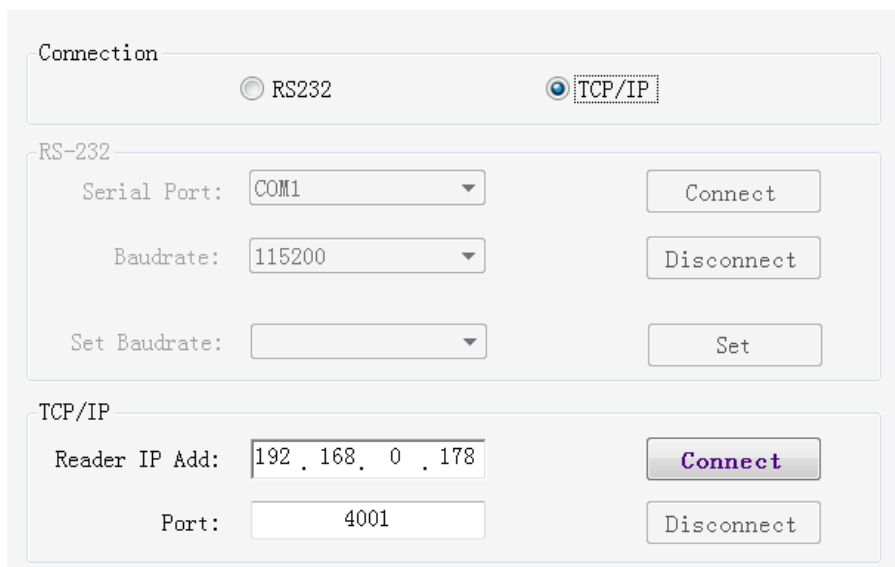 Connection
RS232 TCP/IP
RS-232
Serial Port: COM1 Connect
Baudrate: 115200 Disconnect
Set Baudrate: Set
TCP/IP
Reader IP Add: 192 . 168 . 0 . 178 Connect
Port: 4001 Disconnect